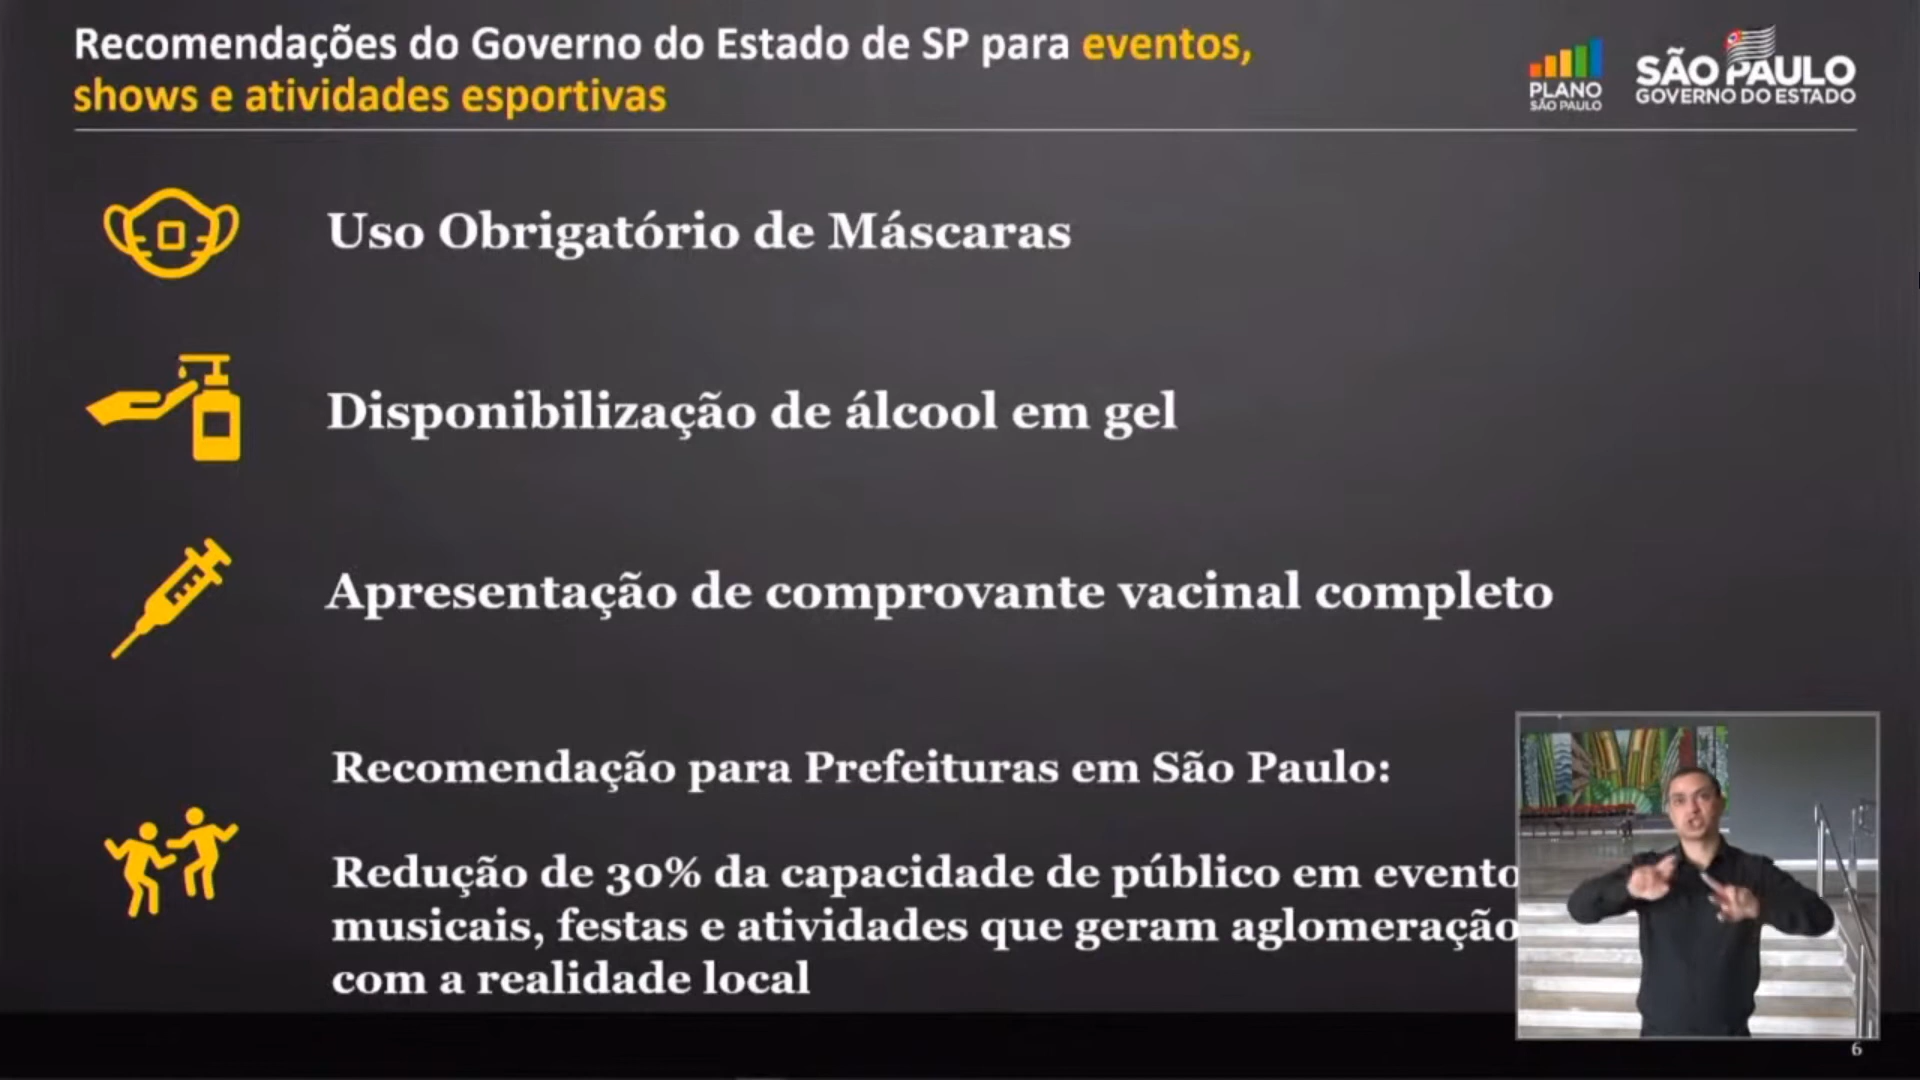 Recomendações do Governo do Estado de SP para eventos,
shows e atividades esportivas
PLANO
SÃO PAULO
SÃO PAULO
GOVERNO DO ESTADO
Uso Obrigatório de Máscaras
Disponibilização de álcool em gel
Apresentação de comprovante vacinal completo
Recomendação para Prefeituras em São Paulo:
Redução de 30% da capacidade de público em evento
musicais, festas e atividades que geram aglomeração
com a realidade local
6